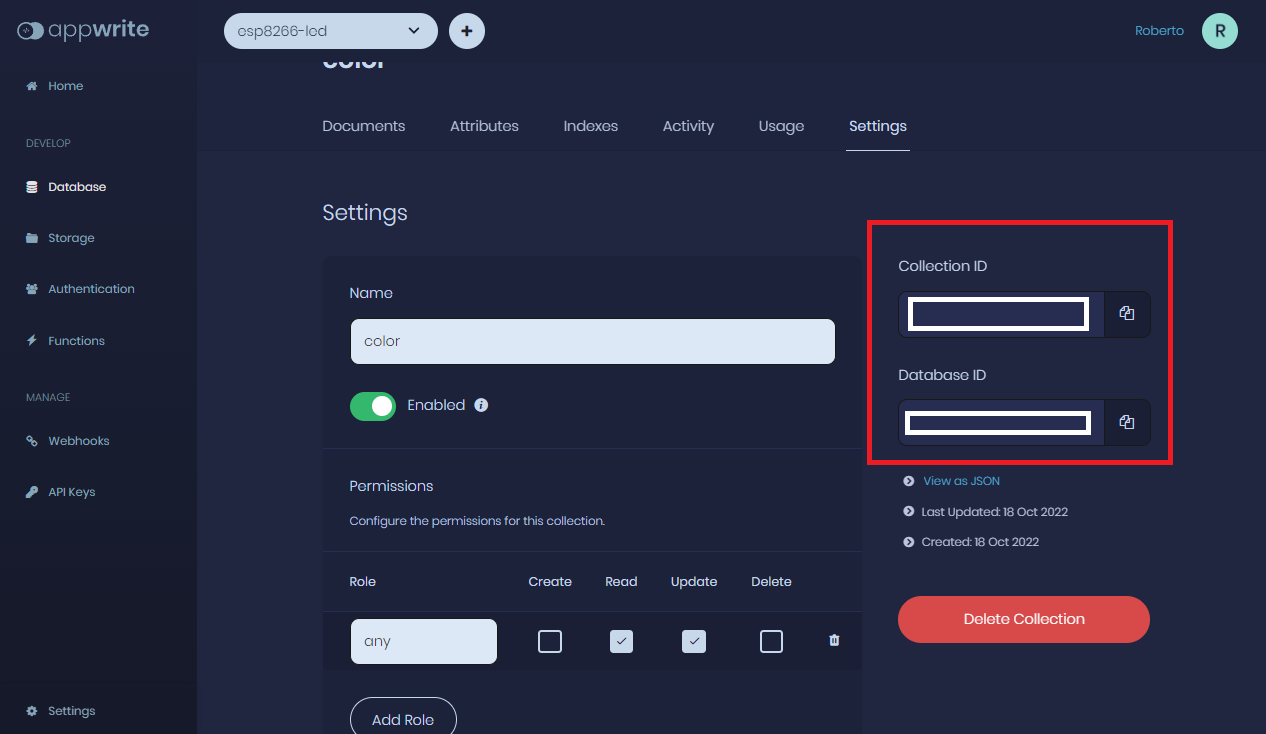 appwrite
esp8266-led
Roberto
R
color
Home
DEVELOP
Database
Storage
Authentication
Functions
MANAGE
Webhooks
API Keys
Settings
Documents Attributes Indexes Activity Usage Settings
Settings
Name
color
Enabled
Permissions
Configure the permissions for this collection.
Role Create Read Update Delete
any
Add Role
Collection ID
Database ID
View as JSON
Last Updated: 18 Oct 2022
Created: 18 Oct 2022
Delete Collection